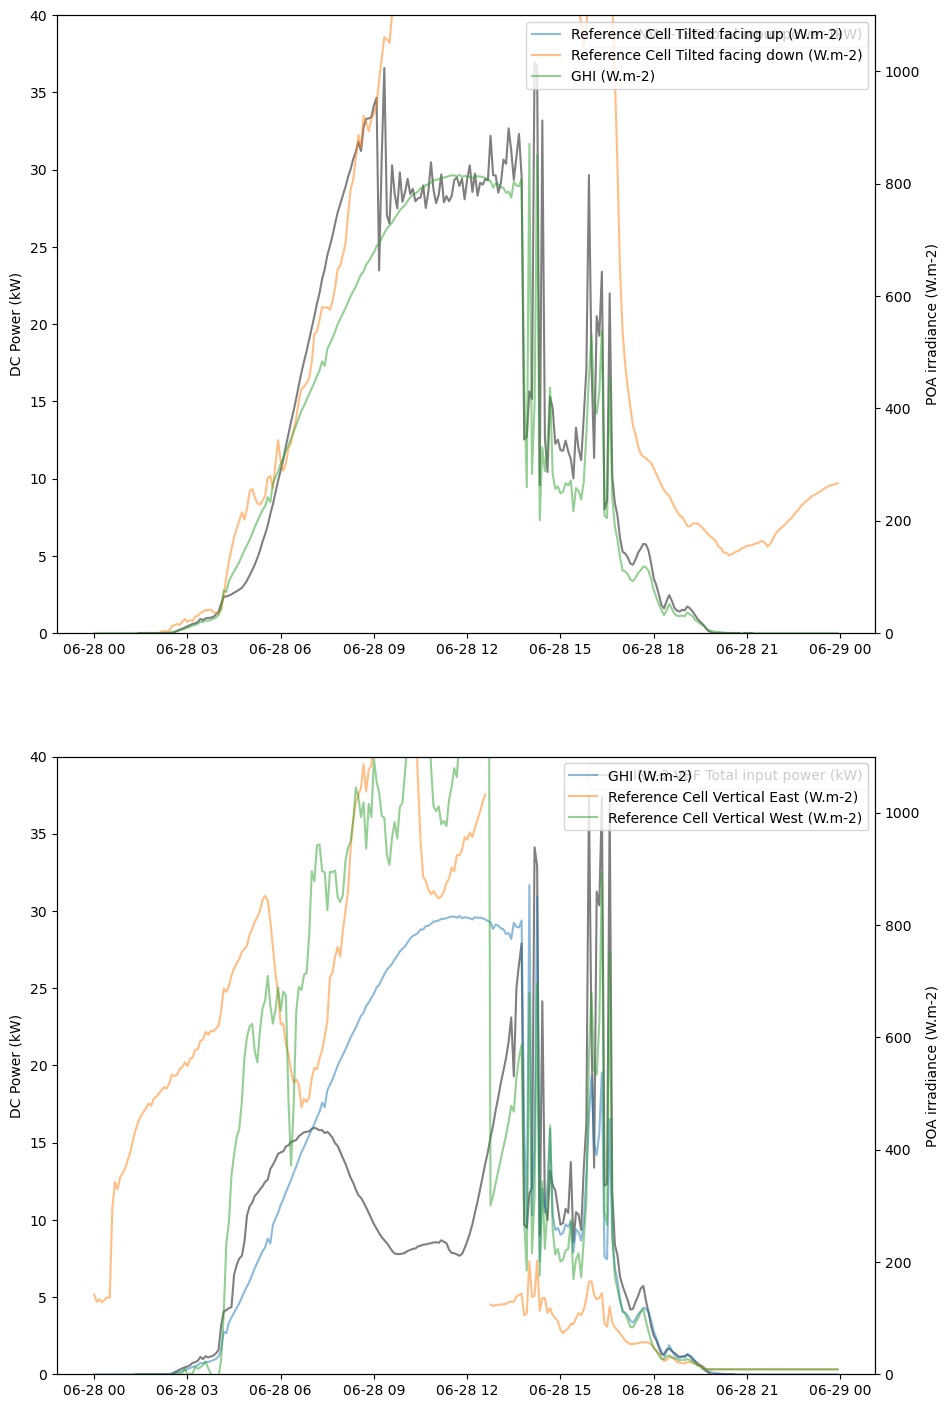 40
35
30
25
20
15
10
5
0
DC Power (kW)
Reference Cell Tilted facing up (W.m-2)
Reference Cell Tilted facing down (W.m-2)
GHI (W.m-2)
1000
800
600
400
200
0
POA irradiance (W.m-2)
06-28 00 06-28 03 06-28 06 06-28 09 06-28 12 06-28 15 06-28 18 06-28 21 06-29 00
40
35
30
25
20
15
10
5
0
DC Power (kW)
GHI (W.m-2) Total input power (kW)
Reference Cell Vertical East (W.m-2)
Reference Cell Vertical West (W.m-2)
1000
800
600
400
200
0
POA irradiance (W.m-2)
06-28 00 06-28 03 06-28 06 06-28 09 06-28 12 06-28 15 06-28 18 06-28 21 06-29 00